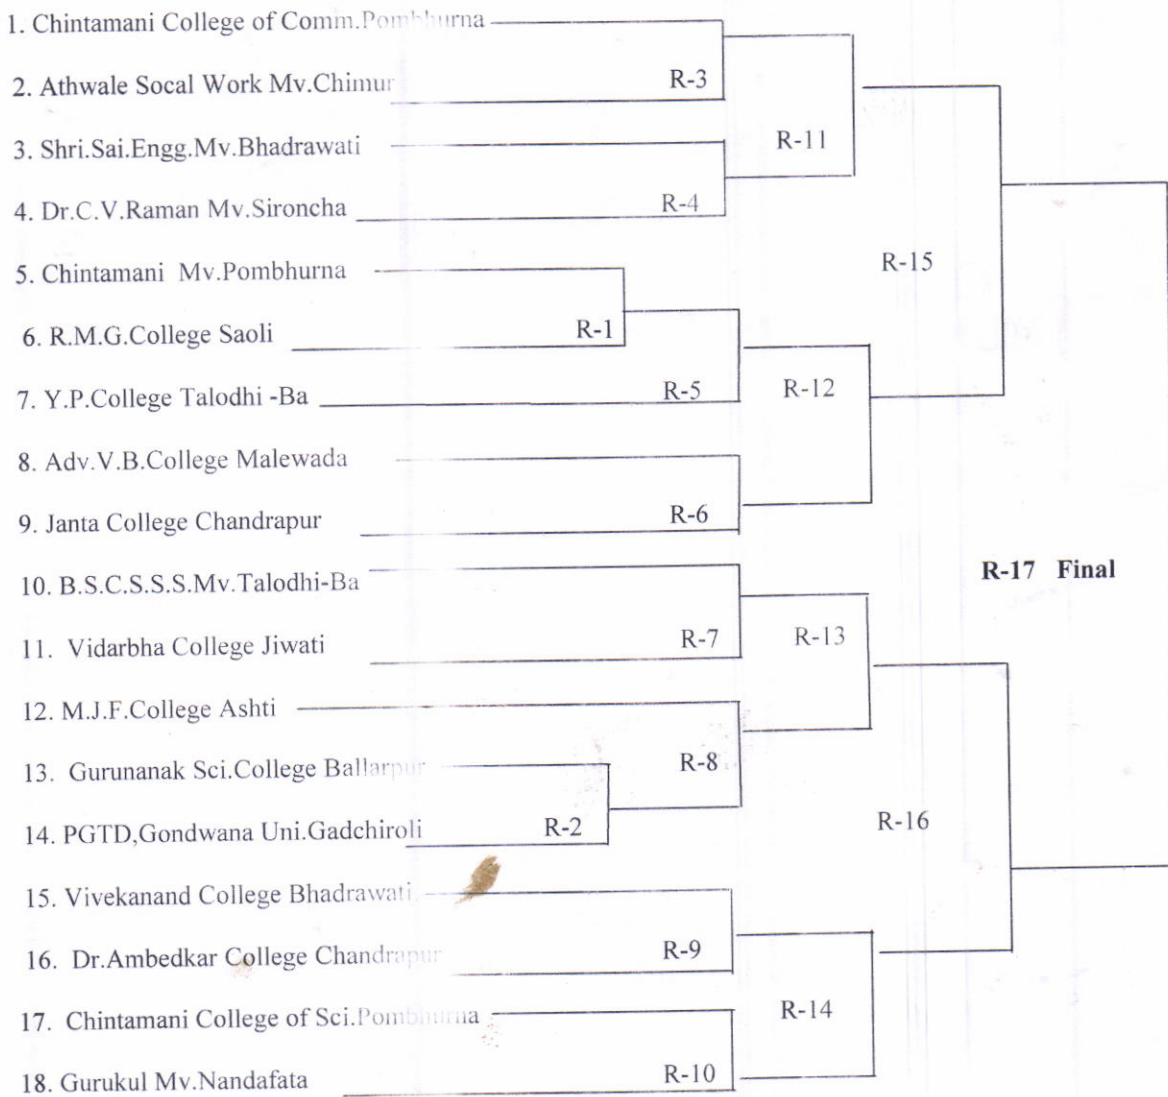 1. Chintamani College of Comm.Pombhurna
2. Athwale Socal Work Mv.Chimur
R-3
3. Shri.Sai.Engg.Mv.Bhadrawati
R-11
4. Dr.C.V.Raman Mv.Sironcha
R-4
5. Chintamani Mv.Pombhurna
R-15
6. R.M.G.College Saoli
R-1
7. Y.P.College Talodhi -Ba
R-5
R-12
8. Adv.V.B.College Malewada
9. Janta College Chandrapur
R-6
10. B.S.C.S.S.S.Mv.Talodhi-Ba
R-17 Final
11. Vidarbha College Jiwati
R-7
R-13
12. M.J.F.College Ashti
13. Gurunanak Sci.College Ballarpur
R-8
14. PGTD,Gondwana Uni.Gadchiroli
R-2
R-16
15. Vivekanand College Bhadrawati
16. Dr.Ambedkar College Chandrapur
R-9
17. Chintamani College of Sci.Pombhurna
R-14
18. Gurukul Mv.Nandafata
R-10